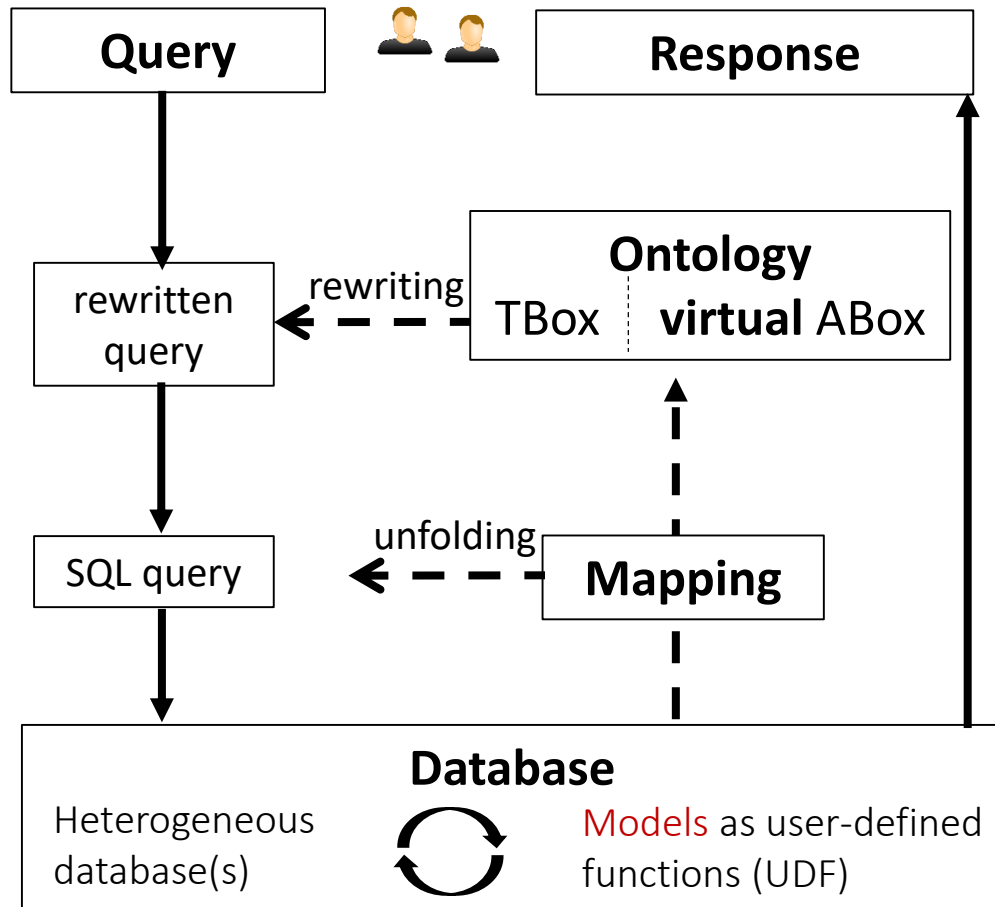 Query
Response
Ontology
TBox
virtual ABox
rewriting
rewritten
query
unfolding
SQL query
Mapping
Database
Heterogeneous
database(s)
Models as user-defined
functions (UDF)